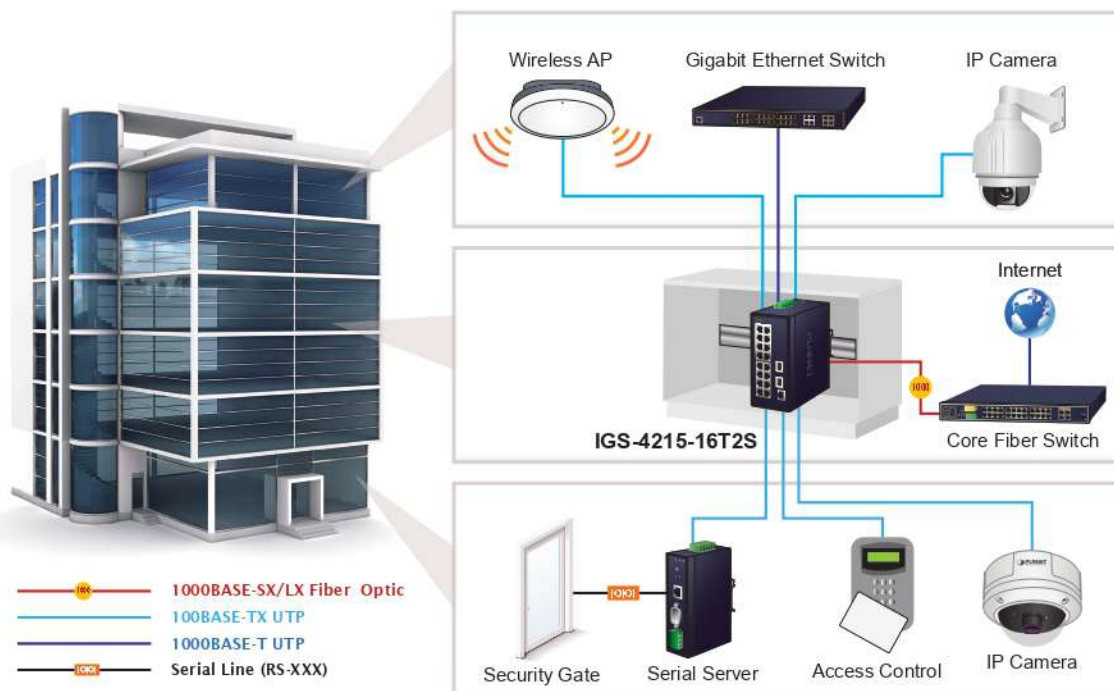 Wireless AP
Gigabit Ethernet Switch
IP Camera
Internet
IGS-4215-16T2S
Core Fiber Switch
PLANET
Security Gate
Serial Server
Access Control
IP Camera
1000BASE-SX/LX Fiber Optic
100BASE-TX UTP
1000BASE-T UTP
Serial Line (RS-XXX)